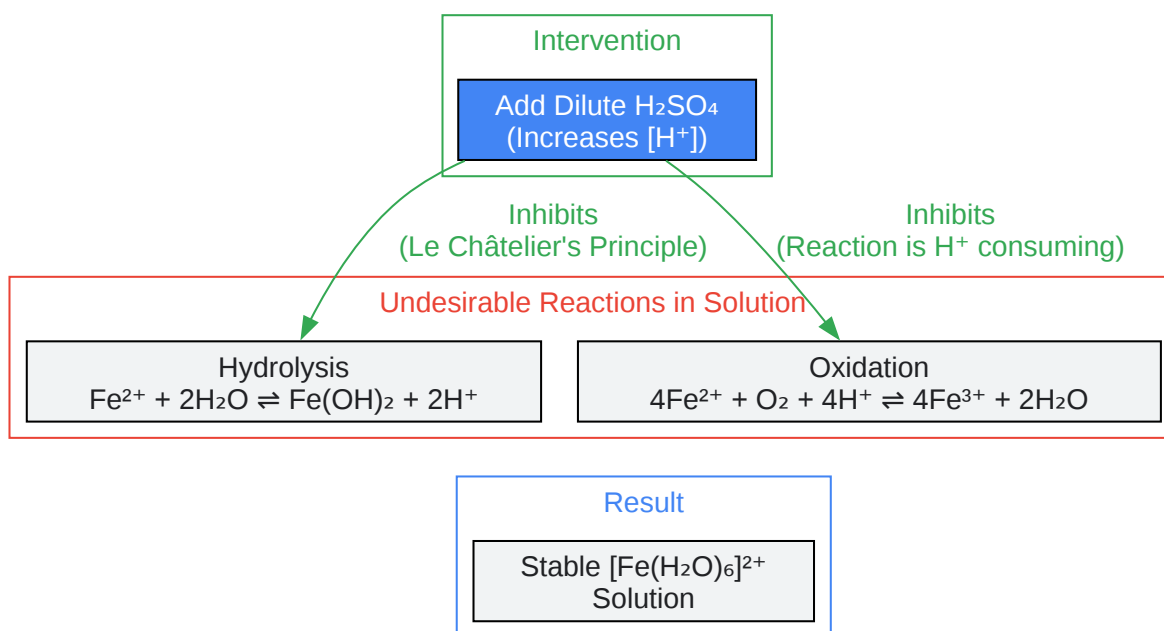 Intervention
Add Dilute H₂SO₄
(Increases [H⁺])
Inhibits
(Le Châtelier's Principle)
Inhibits
(Reaction is H⁺ consuming)
Undesirable Reactions in Solution
Hydrolysis
Fe²⁺ + 2H₂O ⇌ Fe(OH)₂ + 2H⁺
Oxidation
4Fe²⁺ + O₂ + 4H⁺ ⇌ 4Fe³⁺ + 2H₂O
Result
Stable [Fe(H₂O)₆]²⁺
Solution